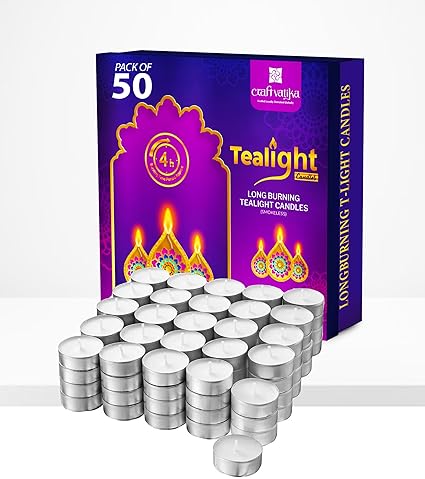 PACK OF
50
craftvatika
4h
Tealight
Candles
LONG BURNING
TEALIGHT CANDLES
(SMOKELESS)
LONGBURNING T-LIGHT CANDLES